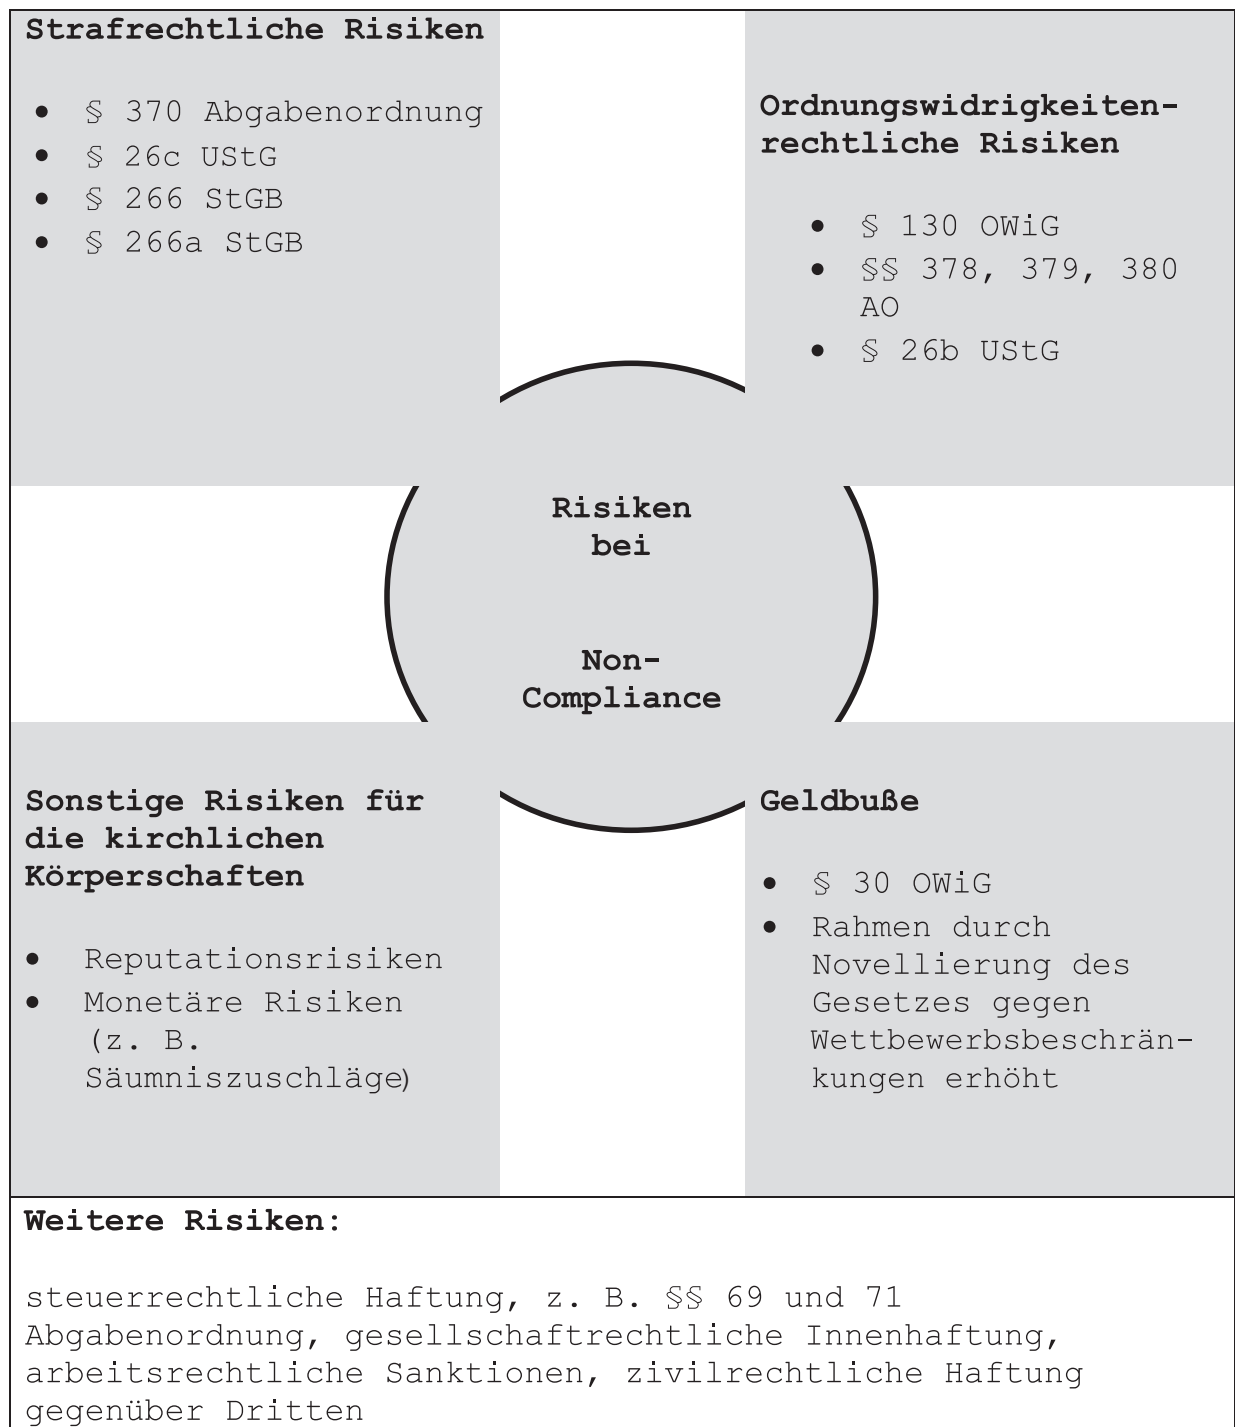 Strafrechtliche Risiken
• § 370 Abgabenordnung
• § 26c UStG
• § 266 StGB
• § 266a StGB
Ordnungswidrigkeiten-
rechtliche Risiken
• § 130 OWiG
• §§ 378, 379, 380
AO
• § 26b UStG
Risiken
bei
Non-
Compliance
Sonstige Risiken für
die kirchlichen
Körperschaften
• Reputationsrisiken
• Monetäre Risiken
(z. B.
Säumniszuschläge)
Geldbuße
• § 30 OWiG
• Rahmen durch
Novellierung des
Gesetzes gegen
Wettbewerbsbeschrän-
kungen erhöht
Weitere Risiken:
steuerrechtliche Haftung, z. B. §§ 69 und 71
Abgabenordnung, gesellschaftrechtliche Innenhaftung,
arbeitsrechtliche Sanktionen, zivilrechtliche Haftung
gegenüber Dritten